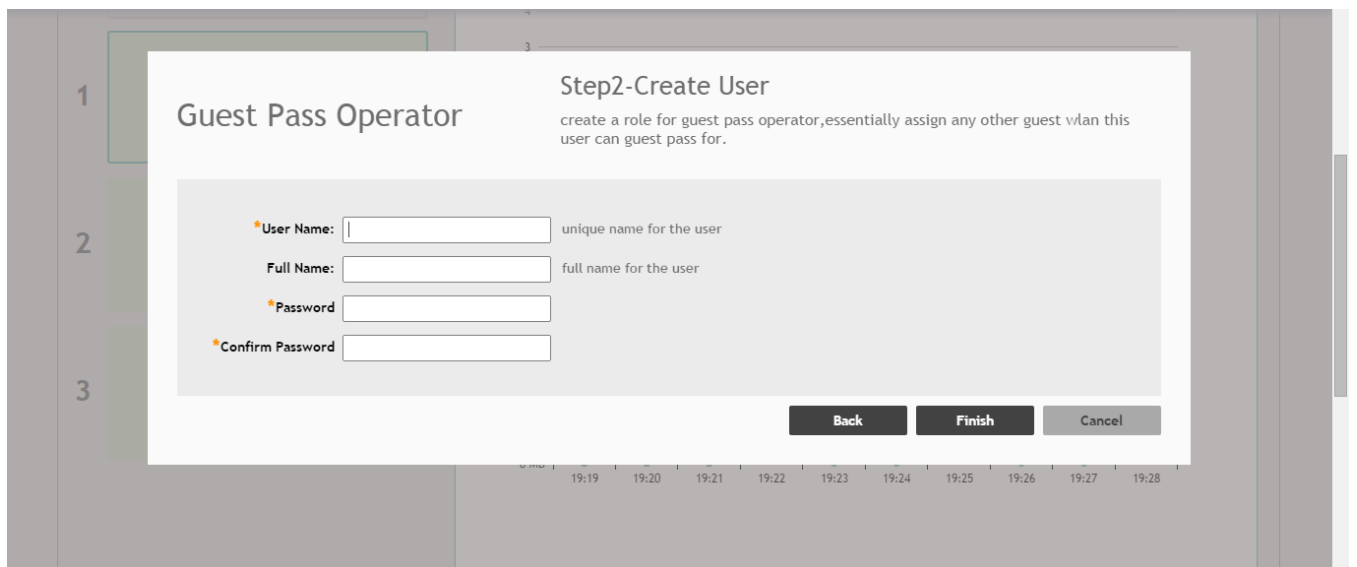 4
3
1
2
3
Guest Pass Operator
Step2-Create User
create a role for guest pass operator,essentially assign any other guest wlan this
user can guest pass for.
*User Name:
unique name for the user
Full Name:
full name for the user
*Password
*Confirm Password
Back
Finish
Cancel
19:19
19:20
19:21
19:22
19:23
19:24
19:25
19:26
19:27
19:28